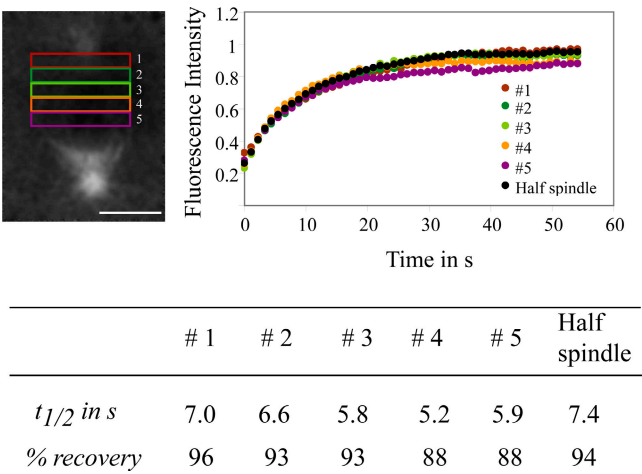 1
2
3
4
5
Fluorescence Intensity
1.2
1
0.8
0.6
0.4
0.2
0 10 20 30 40 50 60
Time in s
#1
#2
#3
#4
#5
Half spindle
# 1 # 2 # 3 # 4 # 5 Half spindle
t1/2 in s 7.0 6.6 5.8 5.2 5.9 7.4
% recovery 96 93 93 88 88 94